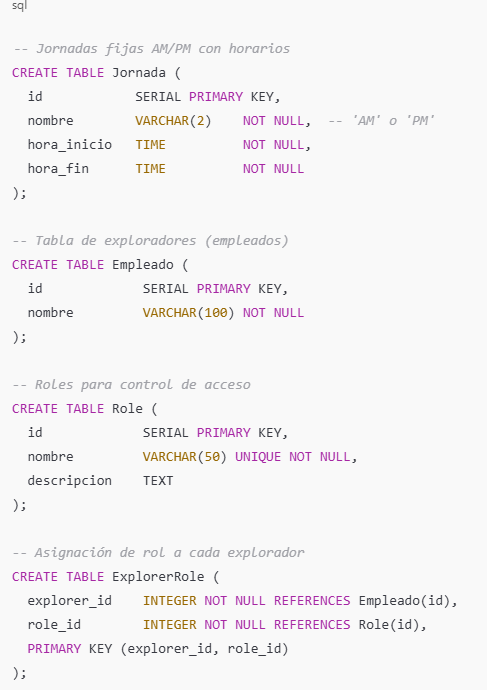 sql
-- Jornadas fijas AM/PM con horarios
CREATE TABLE Jornada (
  id            SERIAL PRIMARY KEY,
  nombre        VARCHAR(2)    NOT NULL,  -- 'AM' o 'PM'
  hora_inicio   TIME          NOT NULL,
  hora_fin      TIME          NOT NULL
);
-- Tabla de exploradores (empleados)
CREATE TABLE Empleado (
  id             SERIAL PRIMARY KEY,
  nombre         VARCHAR(100) NOT NULL
);
-- Roles para control de acceso
CREATE TABLE Role (
  id             SERIAL PRIMARY KEY,
  nombre         VARCHAR(50) UNIQUE NOT NULL,
  descripcion    TEXT
);
-- Asignación de rol a cada explorador
CREATE TABLE ExplorerRole (
  explorer_id    INTEGER NOT NULL REFERENCES Empleado(id),
  role_id        INTEGER NOT NULL REFERENCES Role(id),
  PRIMARY KEY (explorer_id, role_id)
);